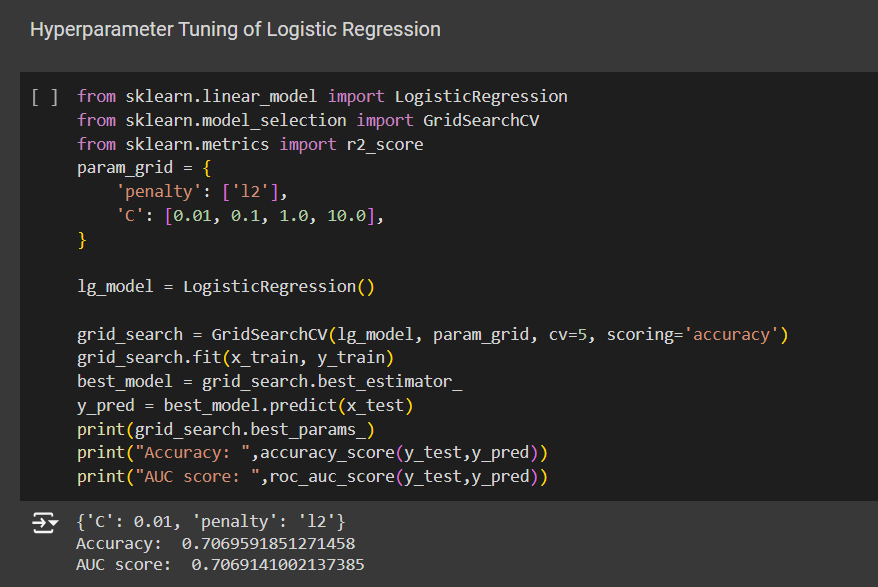 Hyperparameter Tuning of Logistic Regression
[ ] from sklearn.linear_model import LogisticRegression
from sklearn.model_selection import GridSearchCV
from sklearn.metrics import r2_score
param_grid = {
    'penalty': ['l2'],
    'C': [0.01, 0.1, 1.0, 10.0],
}
lg_model = LogisticRegression()
grid_search = GridSearchCV(lg_model, param_grid, cv=5, scoring='accuracy')
grid_search.fit(x_train, y_train)
best_model = grid_search.best_estimator_
y_pred = best_model.predict(x_test)
print(grid_search.best_params_)
print("Accuracy: ",accuracy_score(y_test,y_pred))
print("AUC score: ",roc_auc_score(y_test,y_pred))
{'C': 0.01, 'penalty': 'l2'}
Accuracy:  0.7069591851271458
AUC score:  0.7069141002137385